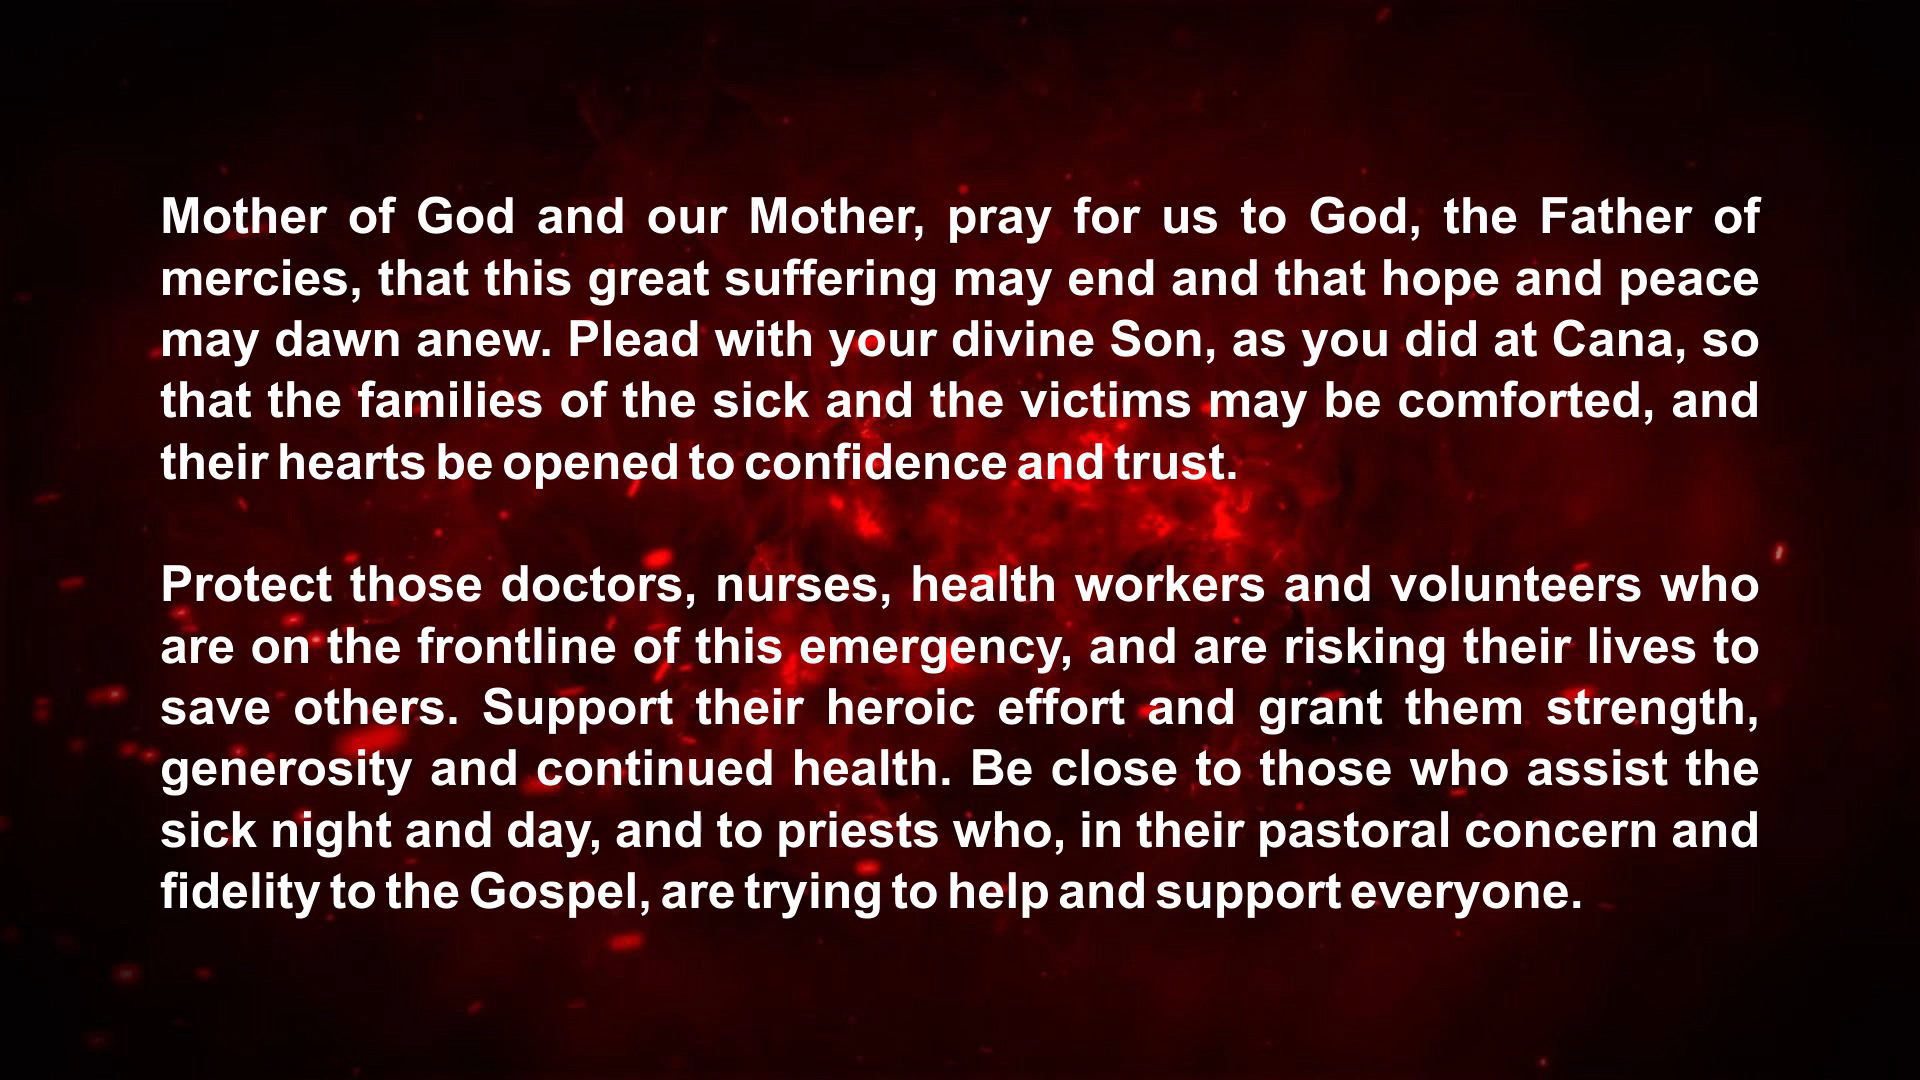 Mother of God and our Mother, pray for us to God, the Father of
mercies, that this great suffering may end and that hope and peace
may dawn anew. Plead with your divine Son, as you did at Cana, so
that the families of the sick and the victims may be comforted, and
their hearts be opened to confidence and trust.
Protect those doctors, nurses, health workers and volunteers who
are on the frontline of this emergency, and are risking their lives to
save others. Support their heroic effort and grant them strength,
generosity and continued health. Be close to those who assist the
sick night and day, and to priests who, in their pastoral concern and
fidelity to the Gospel, are trying to help and support everyone.